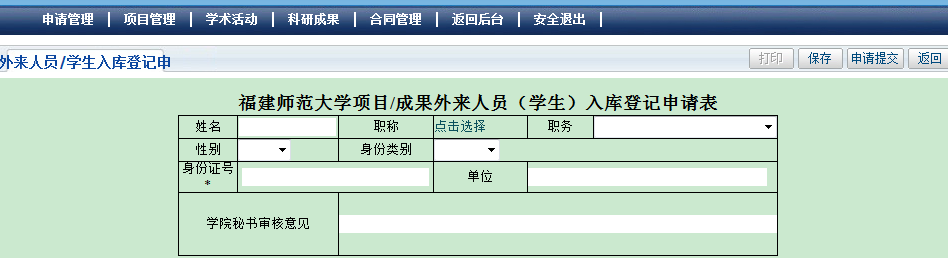 申请管理 | 项目管理 | 学术活动 | 科研成果 | 合同管理 | 返回后台 | 安全退出 |
外来人员/学生入库登记申 打印 保存 申请提交 返回
福建师范大学项目/成果外来人员（学生）入库登记申请表
姓名 职称 点击选择 职务
性别 身份类别
身份证号 单位
*
学院秘书审核意见